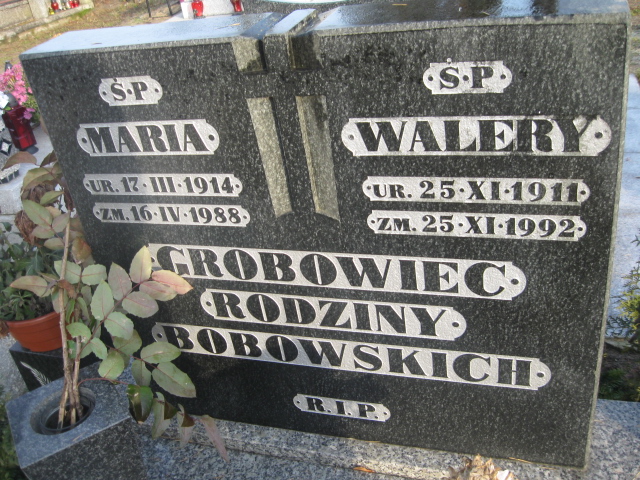 Ś·P
MARIA
UR. 17·III·1914
ZM. 16·IV·1988
Ś·P
WALERY
UR. 25·XI·1911
ZM. 25·XI·1992
GROBOWIEC
RODZINY
BOBOWSKICH
R.I.P.